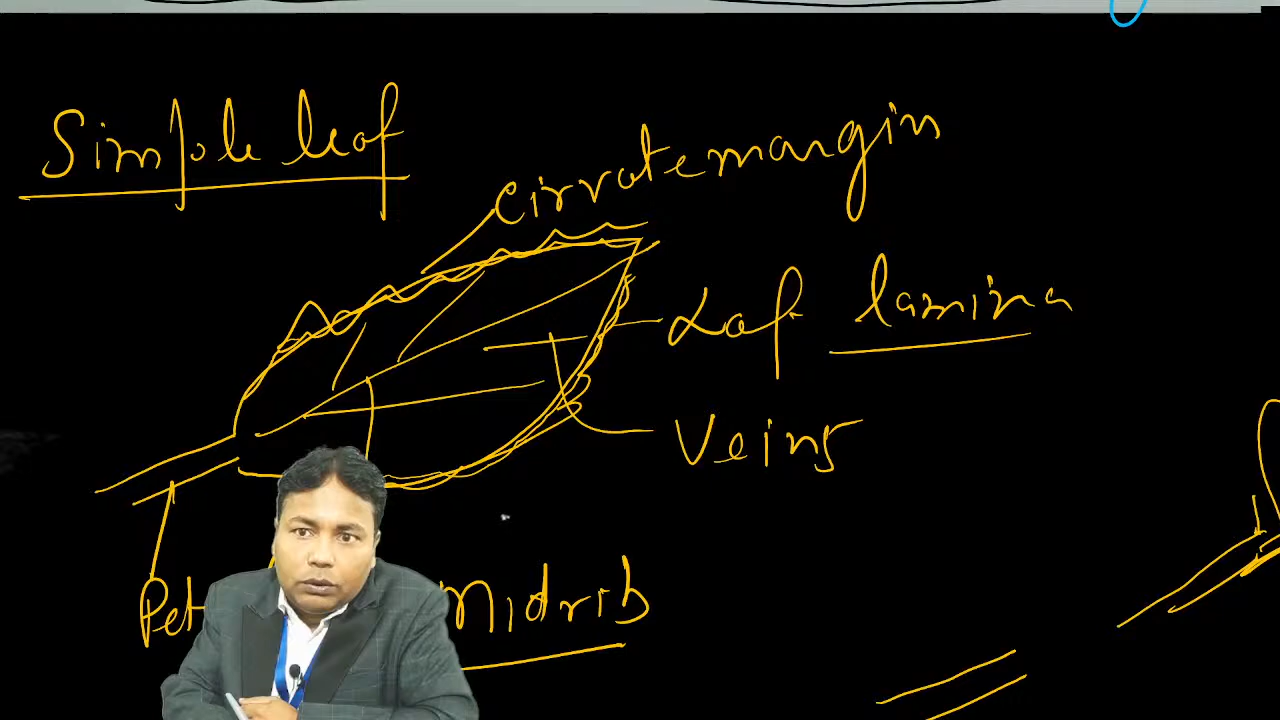 Simple leaf
Cirrate margin
Leaf lamina
Veins
Pet
Midrib